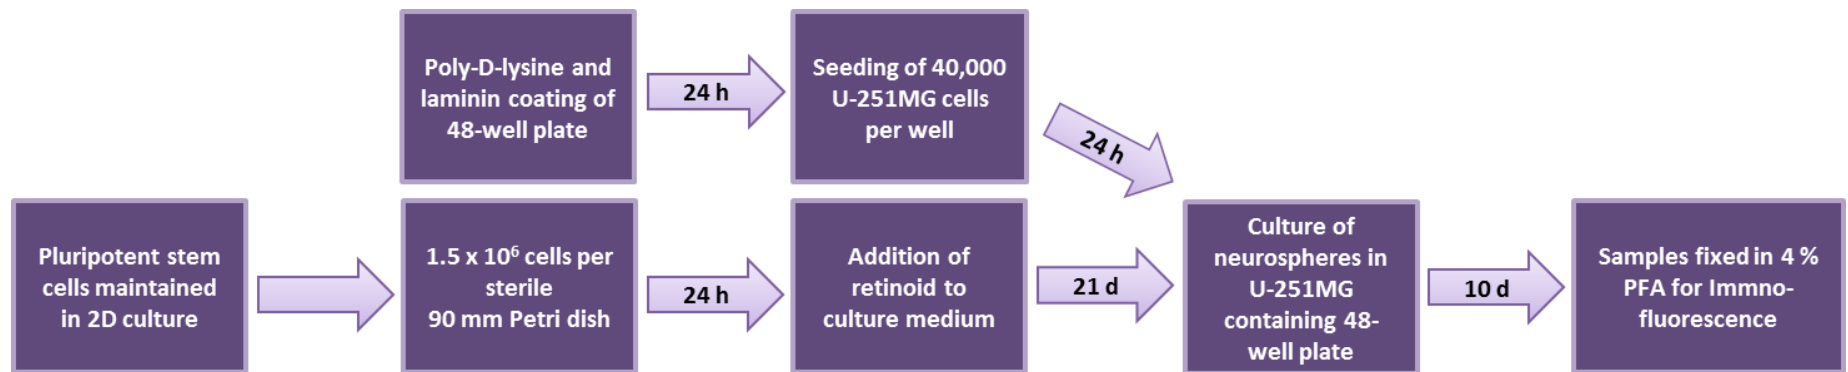 Poly-D-lysine and
laminin coating of
48-well plate
24 h
Seeding of 40,000
U-251MG cells
per well
24 h
Pluripotent stem
cells maintained
in 2D culture
1.5 x 10⁶ cells per
sterile
90 mm Petri dish
24 h
Addition of
retinoid to
culture medium
21 d
Culture of
neurospheres in
U-251MG
containing 48-
well plate
10 d
Samples fixed in 4 %
PFA for Immno-
fluorescence